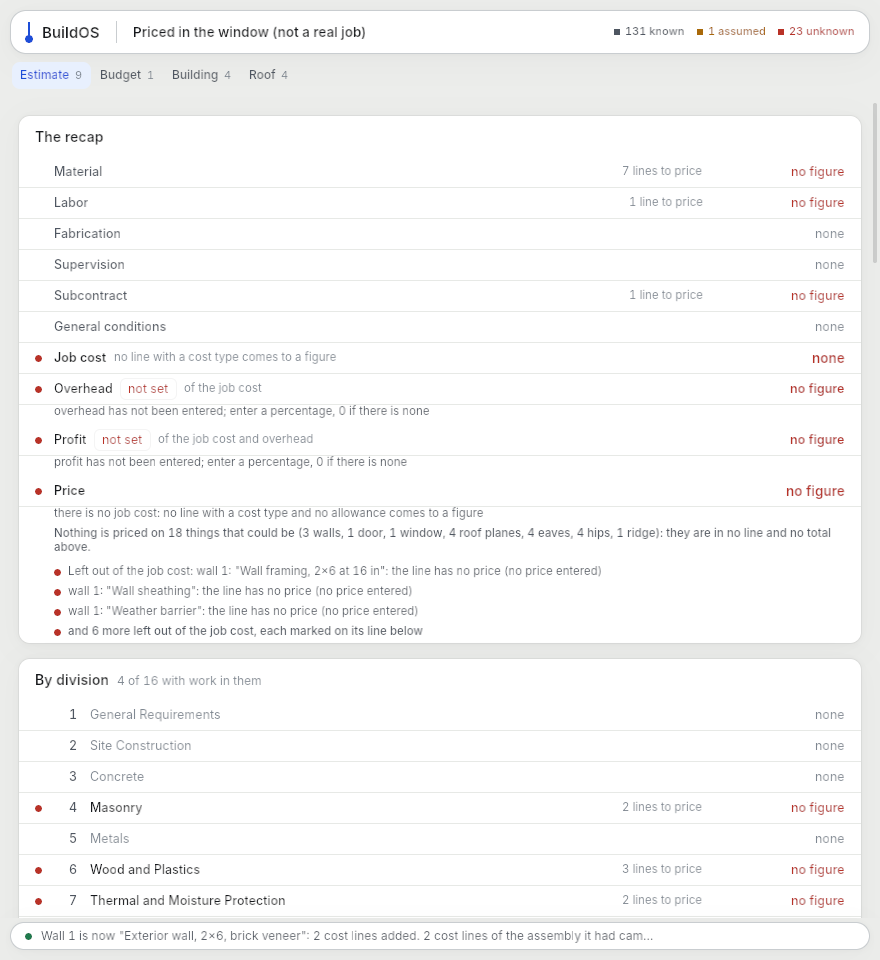 BuildOS Priced in the window (not a real job) 131 known 1 assumed 23 unknown
Estimate 9 Budget 1 Building 4 Roof 4
The recap
Material 7 lines to price no figure
Labor 1 line to price no figure
Fabrication none
Supervision none
Subcontract 1 line to price no figure
General conditions none
Job cost no line with a cost type comes to a figure none
Overhead not set of the job cost no figure
overhead has not been entered; enter a percentage, 0 if there is none
Profit not set of the job cost and overhead no figure
profit has not been entered; enter a percentage, 0 if there is none
Price no figure
there is no job cost: no line with a cost type and no allowance comes to a figure
Nothing is priced on 18 things that could be (3 walls, 1 door, 1 window, 4 roof planes, 4 eaves, 4 hips, 1 ridge): they are in no line and no total
above.
Left out of the job cost: wall 1: "Wall framing, 2×6 at 16 in": the line has no price (no price entered)
wall 1: "Wall sheathing": the line has no price (no price entered)
wall 1: "Weather barrier": the line has no price (no price entered)
and 6 more left out of the job cost, each marked on its line below
By division 4 of 16 with work in them
1 General Requirements none
2 Site Construction none
3 Concrete none
4 Masonry 2 lines to price no figure
5 Metals none
6 Wood and Plastics 3 lines to price no figure
7 Thermal and Moisture Protection 2 lines to price no figure
Wall 1 is now "Exterior wall, 2×6, brick veneer": 2 cost lines added. 2 cost lines of the assembly it had cam...